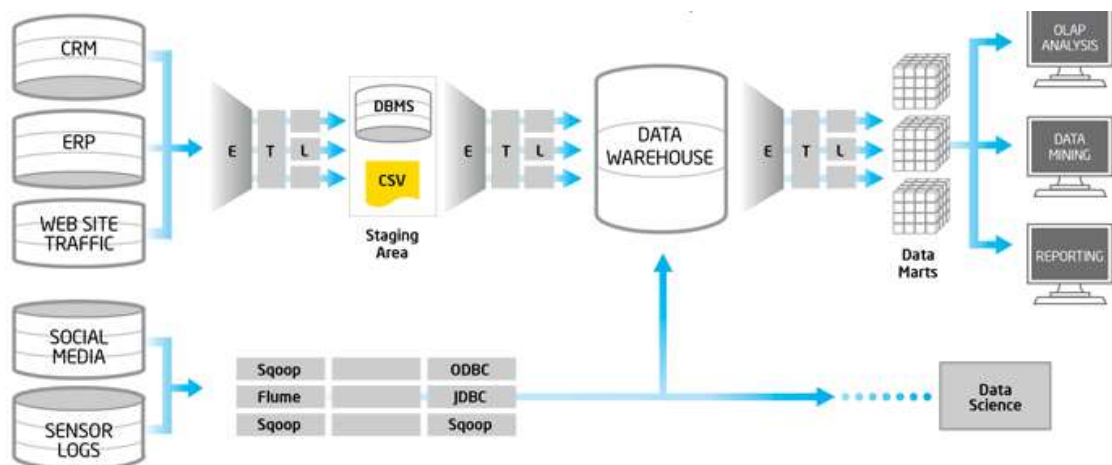 CRM
ERP
WEB SITE
TRAFFIC
E T L
DBMS
CSV
Staging
Area
E T L
DATA
WAREHOUSE
E T L
Data
Marts
OLAP
ANALYSIS
DATA
MINING
REPORTING
SOCIAL
MEDIA
SENSOR
LOGS
Sqoop ODBC
Flume JDBC
Sqoop Sqoop
Data
Science